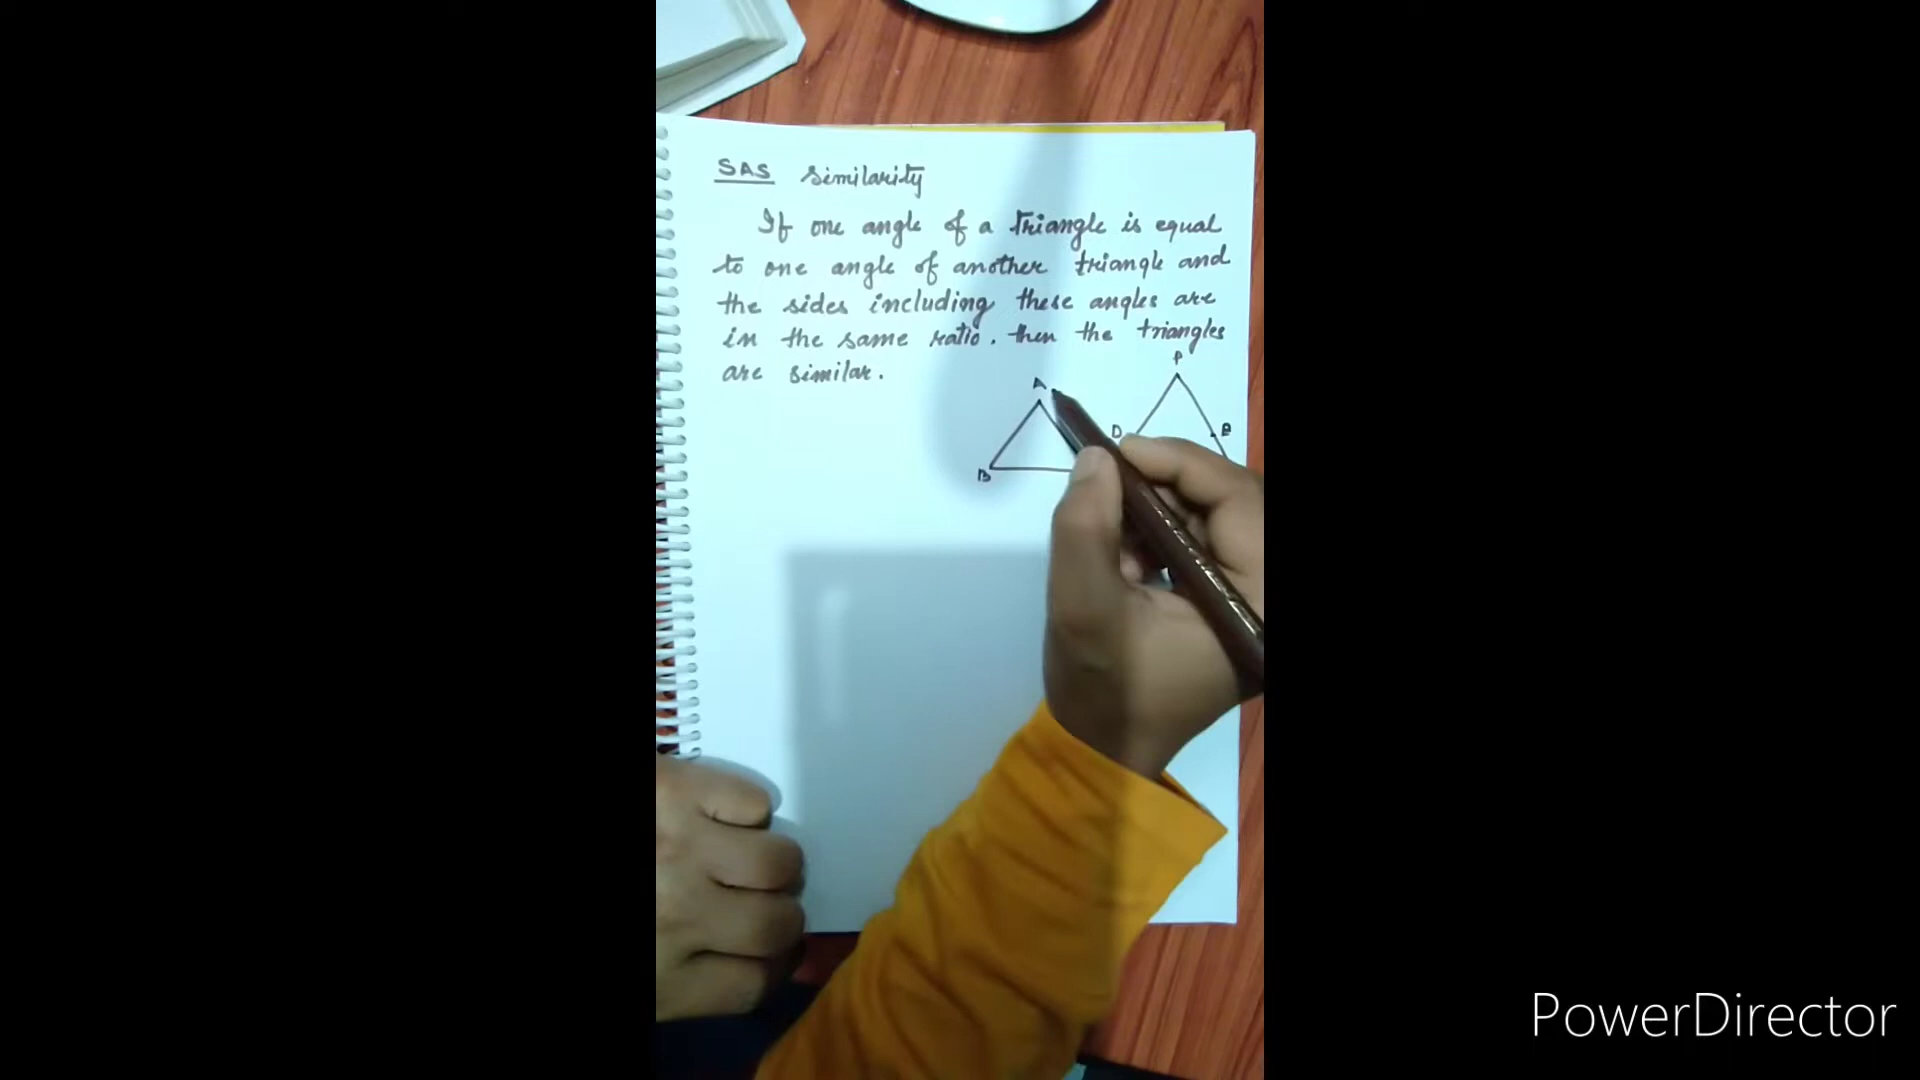 SAS Similarity
If one angle of a triangle is equal
to one angle of another triangle and
the sides including these angles are
in the same ratio. then the triangles
are similar.
P
A
D
B
PowerDirector